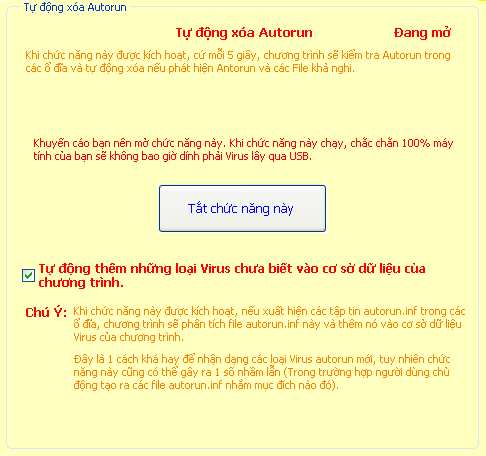 Tự động xóa Autorun
Tự động xóa Autorun Đang mở
Khi chức năng này được kích hoạt, cứ mỗi 5 giây, chương trình sẽ kiểm tra Autorun trong
các ổ đĩa và tự động xóa nếu phát hiện Antorun và các File khả nghi.
Khuyến cáo bạn nên mở chức năng này. Khi chức năng này chạy, chắc chắn 100% máy
tính của bạn sẽ không bao giờ dính phải Virus lây qua USB.
Tắt chức năng này
Tự động thêm những loại Virus chưa biết vào cơ sở dữ liệu của
chương trình.
Chú Ý: Khi chức năng này được kích hoạt, nếu xuất hiện các tập tin autorun.inf trong các
ổ đĩa, chương trình sẽ phân tích file autorun.inf này và thêm nó vào cơ sở dữ liệu
Virus của chương trình.
Đây là 1 cách khá hay để nhận dạng các loại Virus autorun mới, tuy nhiên chức
năng này cũng có thể gây ra 1 số nhầm lẫn (Trong trường hợp người dùng chủ
động tạo ra các file autorun.inf nhằm mục đích nào đó).